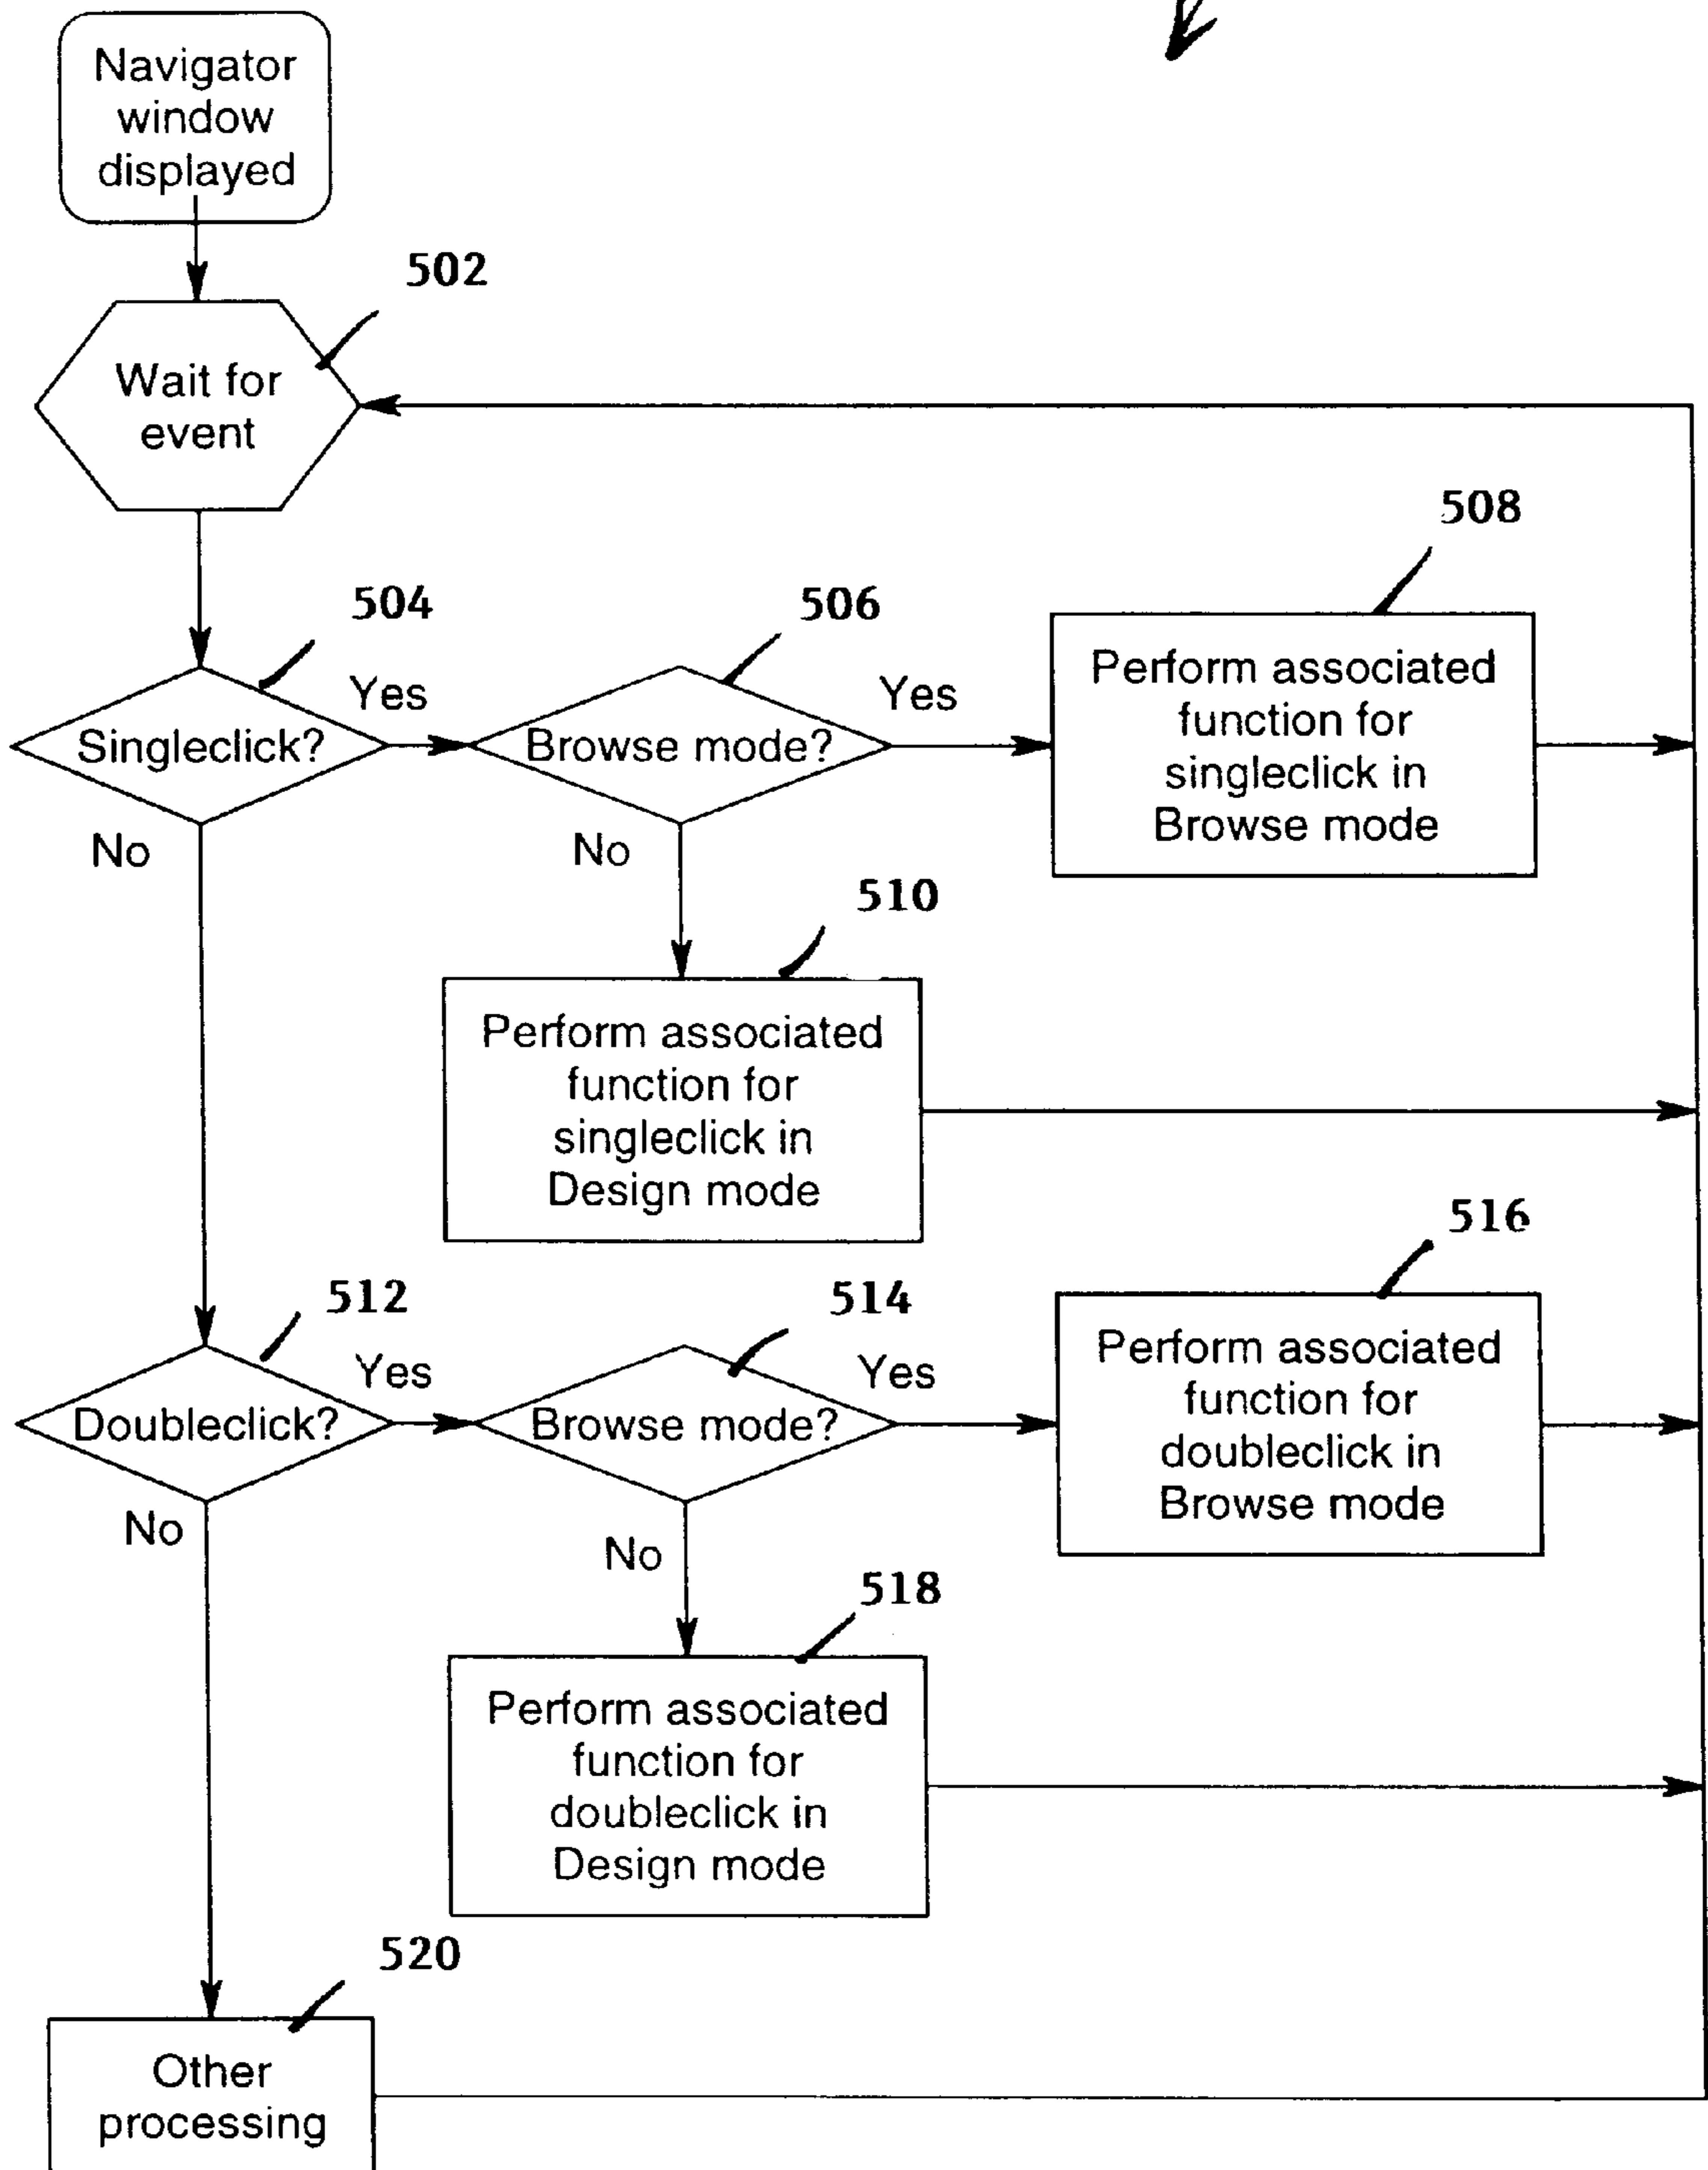 Navigator
window
displayed
502
Wait for
event
508
504
506
Yes
Yes
Singleclick?
Browse mode?
Perform associated
function for
singleclick in
Browse mode
No
No
510
Perform associated
function for
singleclick in
Design mode
516
512
514
Yes
Yes
Doubleclick?
Browse mode?
Perform associated
function for
doubleclick in
Browse mode
No
No
518
Perform associated
function for
doubleclick in
Design mode
520
Other
processing